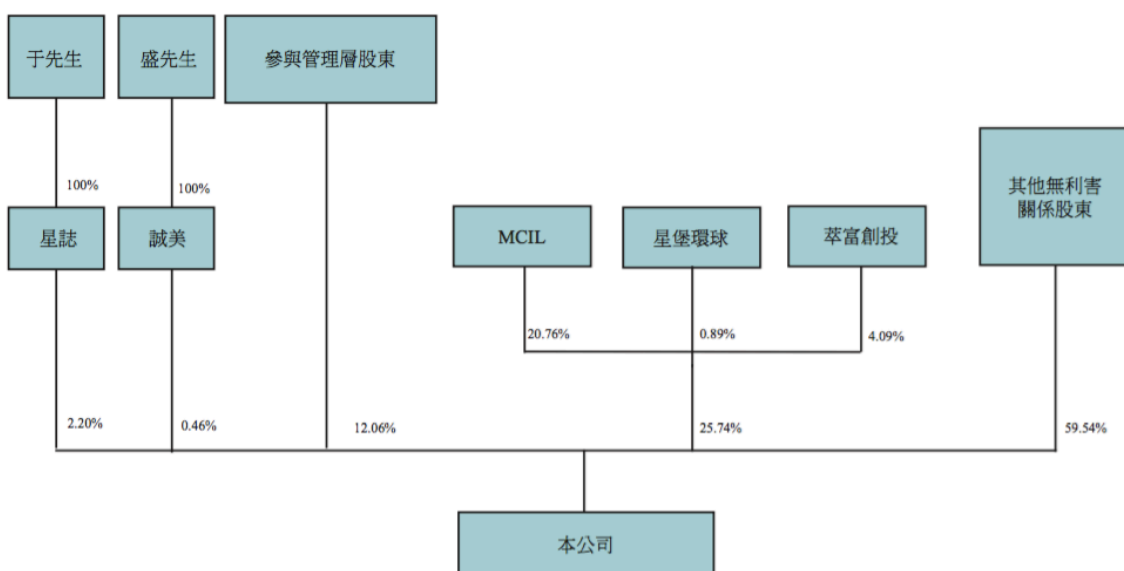 于先生
盛先生
參與管理層股東
其他無利害
關係股東
100%
100%
星誌
誠美
MCIL
星堡環球
萃富創投
20.76%
0.89%
4.09%
2.20%
0.46%
12.06%
25.74%
59.54%
本公司